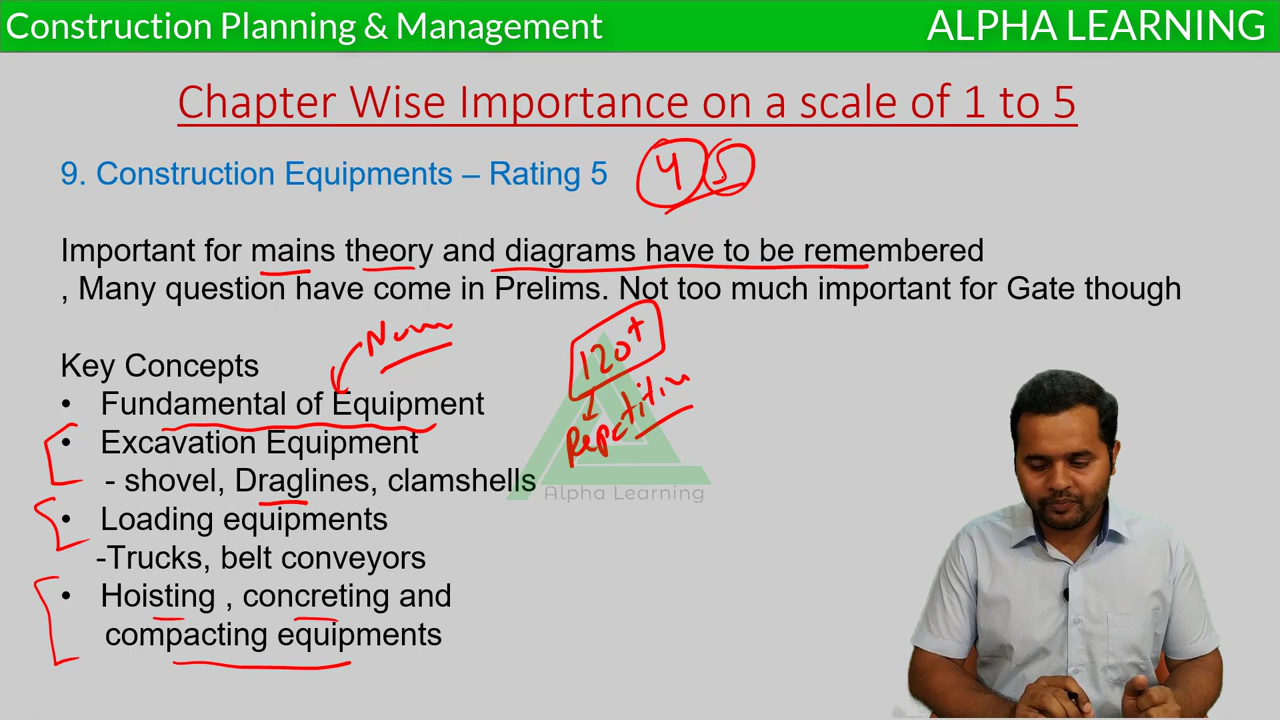 Construction Planning & Management
ALPHA LEARNING
Chapter Wise Importance on a scale of 1 to 5
9. Construction Equipments – Rating 5
4 5
Important for mains theory and diagrams have to be remembered
, Many question have come in Prelims. Not too much important for Gate though
Num
120+
Key Concepts
• Fundamental of Equipment
• Excavation Equipment
- shovel, Draglines, clamshells
Alpha Learning
• Loading equipments
-Trucks, belt conveyors
• Hoisting , concreting and
compacting equipments